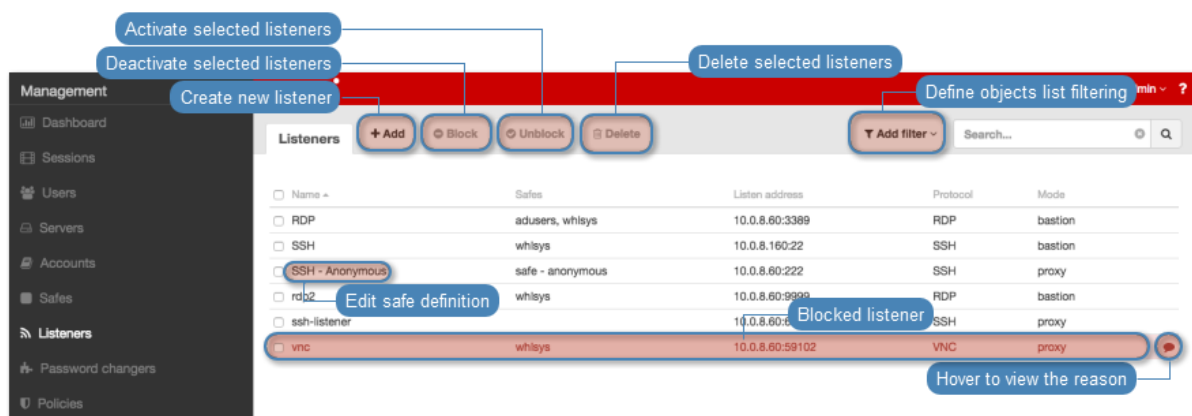 Activate selected listeners
Deactivate selected listeners
Delete selected listeners
Create new listener
Define objects list filtering
Management
min
?
Dashboard
Sessions
Users
Servers
Accounts
Safes
Listeners
Password changers
Policies
Listeners
+ Add
Block
Unblock
Delete
Add filter
Search...
Name Safes Listen address Protocol Mode
RDP adusers, whlsys 10.0.8.60:3389 RDP bastion
SSH whlsys 10.0.8.160:22 SSH bastion
SSH - Anonymous safe - anonymous 10.0.8.60:222 SSH proxy
rdp2 whlsys 10.0.8.60:9999 RDP bastion
Edit safe definition
Blocked listener
ssh-listener SSH proxy
vnc whlsys 10.0.8.60:59102 VNC proxy
Hover to view the reason